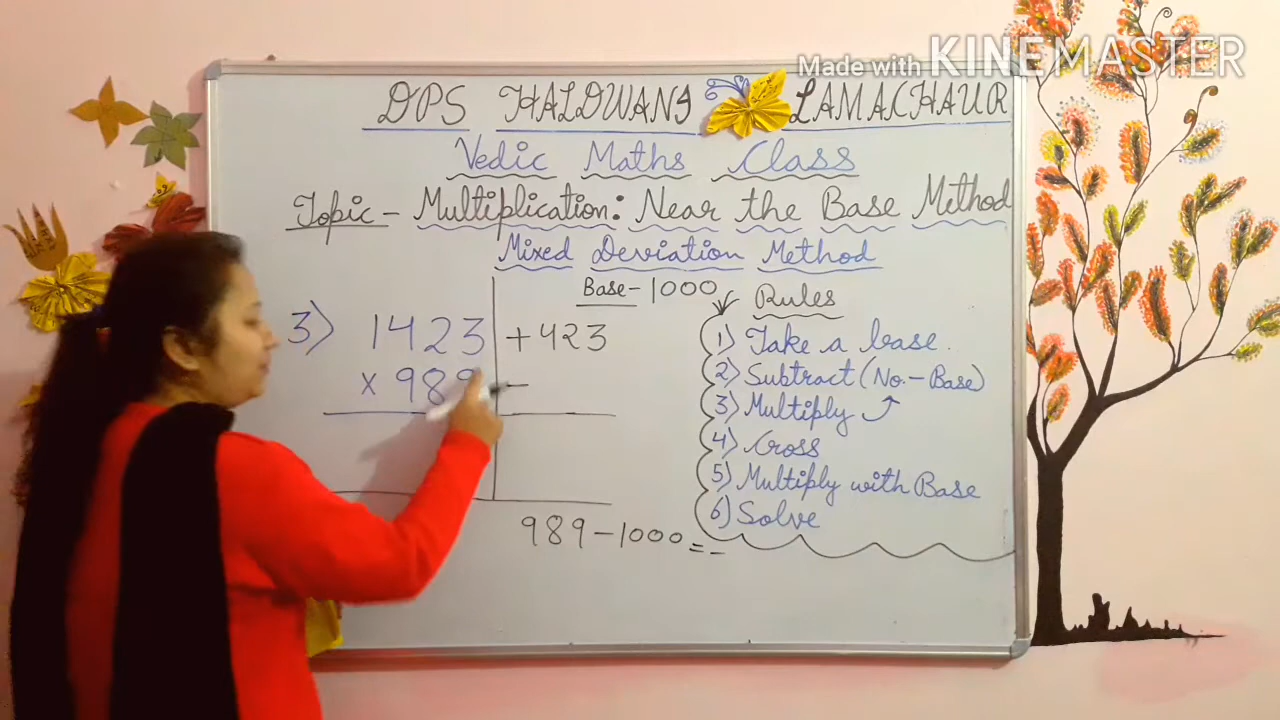 Made with KINEMASTER
DPS HALDWANI LAMACHAUR
Vedic Maths Class
Topic - Multiplication: Near the Base Method
Mixed Deviation Method
Base - 1000
3) 1423 +423
x 989 -
989 - 1000 = -
Rules
1) Take a base.
2) Subtract (No. - Base)
3) Multiply
4) Cross
5) Multiply with Base
6) Solve